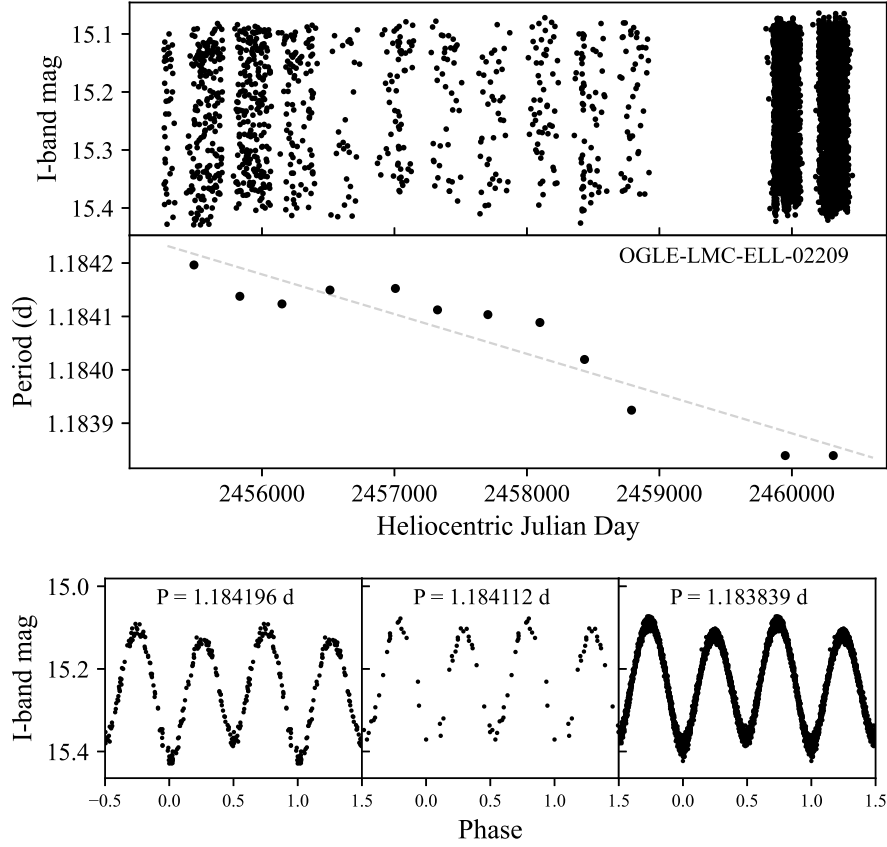 15.1
15.2
15.3
15.4
I-band mag
OGLE-LMC-ELL-02209
1.1842
1.1841
1.1840
1.1839
Period (d)
2456000 2457000 2458000 2459000 2460000
Heliocentric Julian Day
15.0
15.2
15.4
I-band mag
P = 1.184196 d P = 1.184112 d P = 1.183839 d
−0.5 0.0 0.5 1.0 1.5 0.0 0.5 1.0 1.5 0.0 0.5 1.0 1.5
Phase